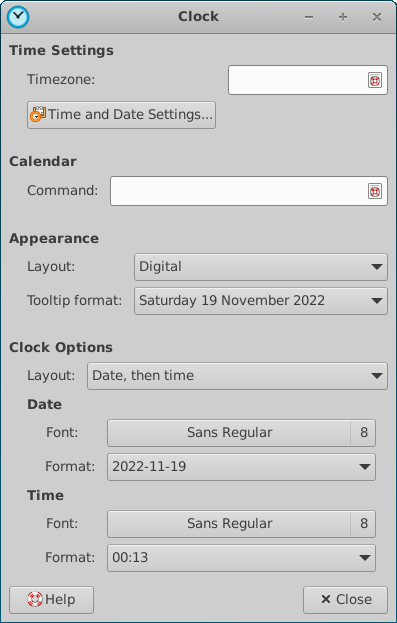 Clock
Time Settings
Timezone:
Time and Date Settings...
Calendar
Command:
Appearance
Layout: Digital
Tooltip format: Saturday 19 November 2022
Clock Options
Layout: Date, then time
Date
Font: Sans Regular 8
Format: 2022-11-19
Time
Font: Sans Regular 8
Format: 00:13
Help Close